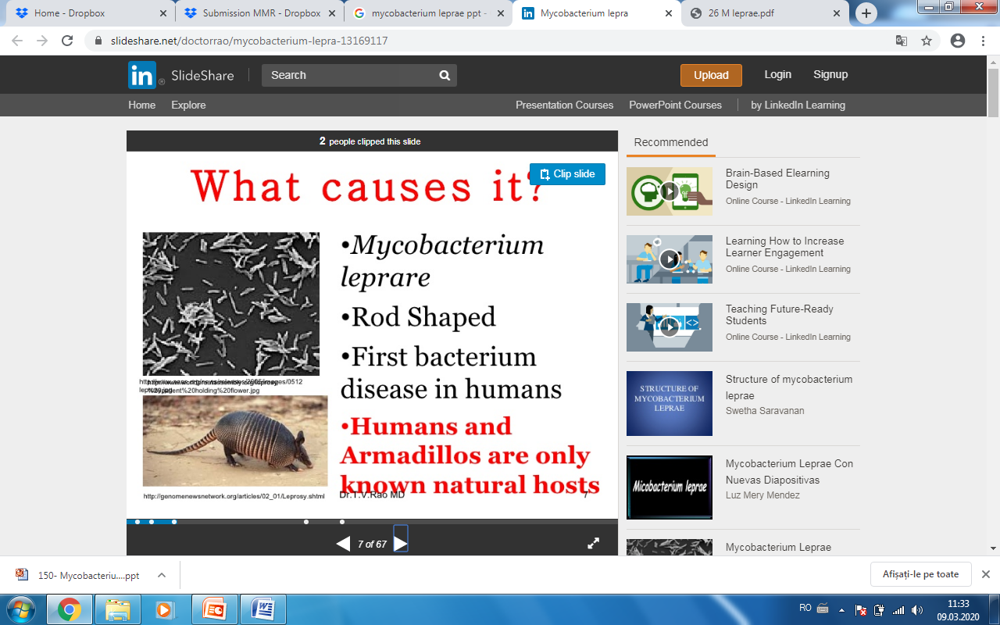 Home - Dropbox
Submission MMR - Dropbox
mycobacterium leprae ppt -
Mycobacterium lepra
26 M leprae.pdf
slideshare.net/doctorrao/mycobacterium-lepra-13169117
in SlideShare
Search
Upload
Login
Signup
Home
Explore
Presentation Courses
PowerPoint Courses
by LinkedIn Learning
2 people clipped this slide
What causes it?
Clip slide
•Mycobacterium
leprare
•Rod Shaped
•First bacterium
disease in humans
•Humans and
Armadillos are only
known natural hosts
http://genomenewsnetwork.org/articles/02_01/Leprosy.shtml
Dr.T.V.Rao MD
7
7 of 67
Recommended
Brain-Based Elearning
Design
Online Course - LinkedIn Learning
Learning How to Increase
Learner Engagement
Online Course - LinkedIn Learning
Teaching Future-Ready
Students
Online Course - LinkedIn Learning
STRUCTURE OF
MYCOBACTERIUM
LEPRAE
Structure of mycobacterium
leprae
Swetha Saravanan
Micobacterium leprae
Mycobacterium Leprae Con
Nuevas Diapositivas
Luz Mery Mendez
Mycobacterium Leprae
150- Mycobacteriu....ppt
Afișați-le pe toate
RO
11:33
09.03.2020